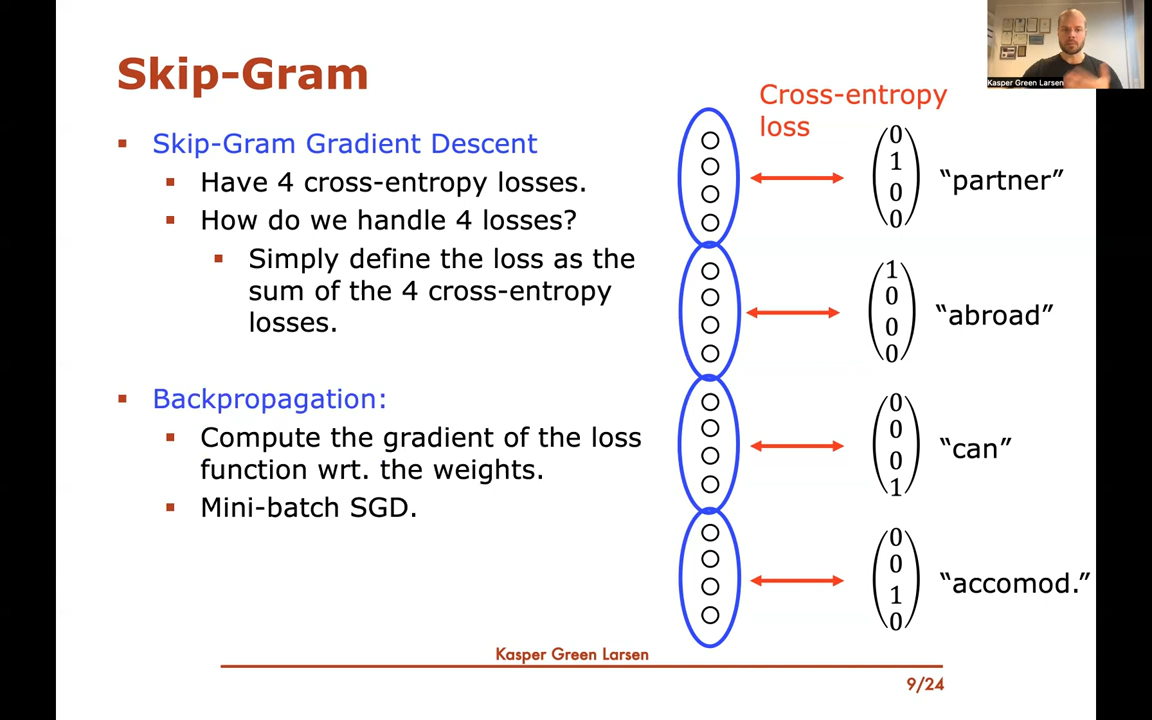 Skip-Gram
Kasper Green Larsen
Cross-entropy
loss
▪ Skip-Gram Gradient Descent
▪ Have 4 cross-entropy losses.
▪ How do we handle 4 losses?
▪ Simply define the loss as the
sum of the 4 cross-entropy
losses.
▪ Backpropagation:
▪ Compute the gradient of the loss
function wrt. the weights.
▪ Mini-batch SGD.
0
1
0
0
“partner”
1
0
0
0
“abroad”
0
0
0
1
“can”
0
0
1
0
“accomod.”
Kasper Green Larsen
9/24